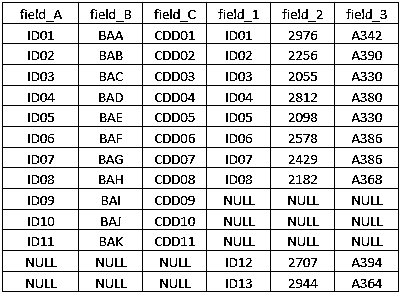 field_A field_B field_C field_1 field_2 field_3
ID01 BAA CDD01 ID01 2976 A342
ID02 BAB CDD02 ID02 2256 A390
ID03 BAC CDD03 ID03 2055 A330
ID04 BAD CDD04 ID04 2812 A380
ID05 BAE CDD05 ID05 2098 A330
ID06 BAF CDD06 ID06 2578 A386
ID07 BAG CDD07 ID07 2429 A386
ID08 BAH CDD08 ID08 2182 A368
ID09 BAI CDD09 NULL NULL NULL
ID10 BAJ CDD10 NULL NULL NULL
ID11 BAK CDD11 NULL NULL NULL
NULL NULL NULL ID12 2707 A394
NULL NULL NULL ID13 2944 A364